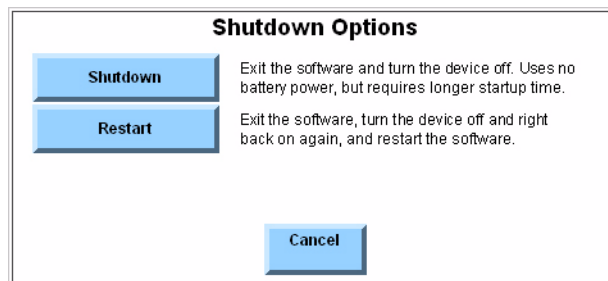 Shutdown Options
Shutdown
Exit the software and turn the device off. Uses no
battery power, but requires longer startup time.
Restart
Exit the software, turn the device off and right
back on again, and restart the software.
Cancel